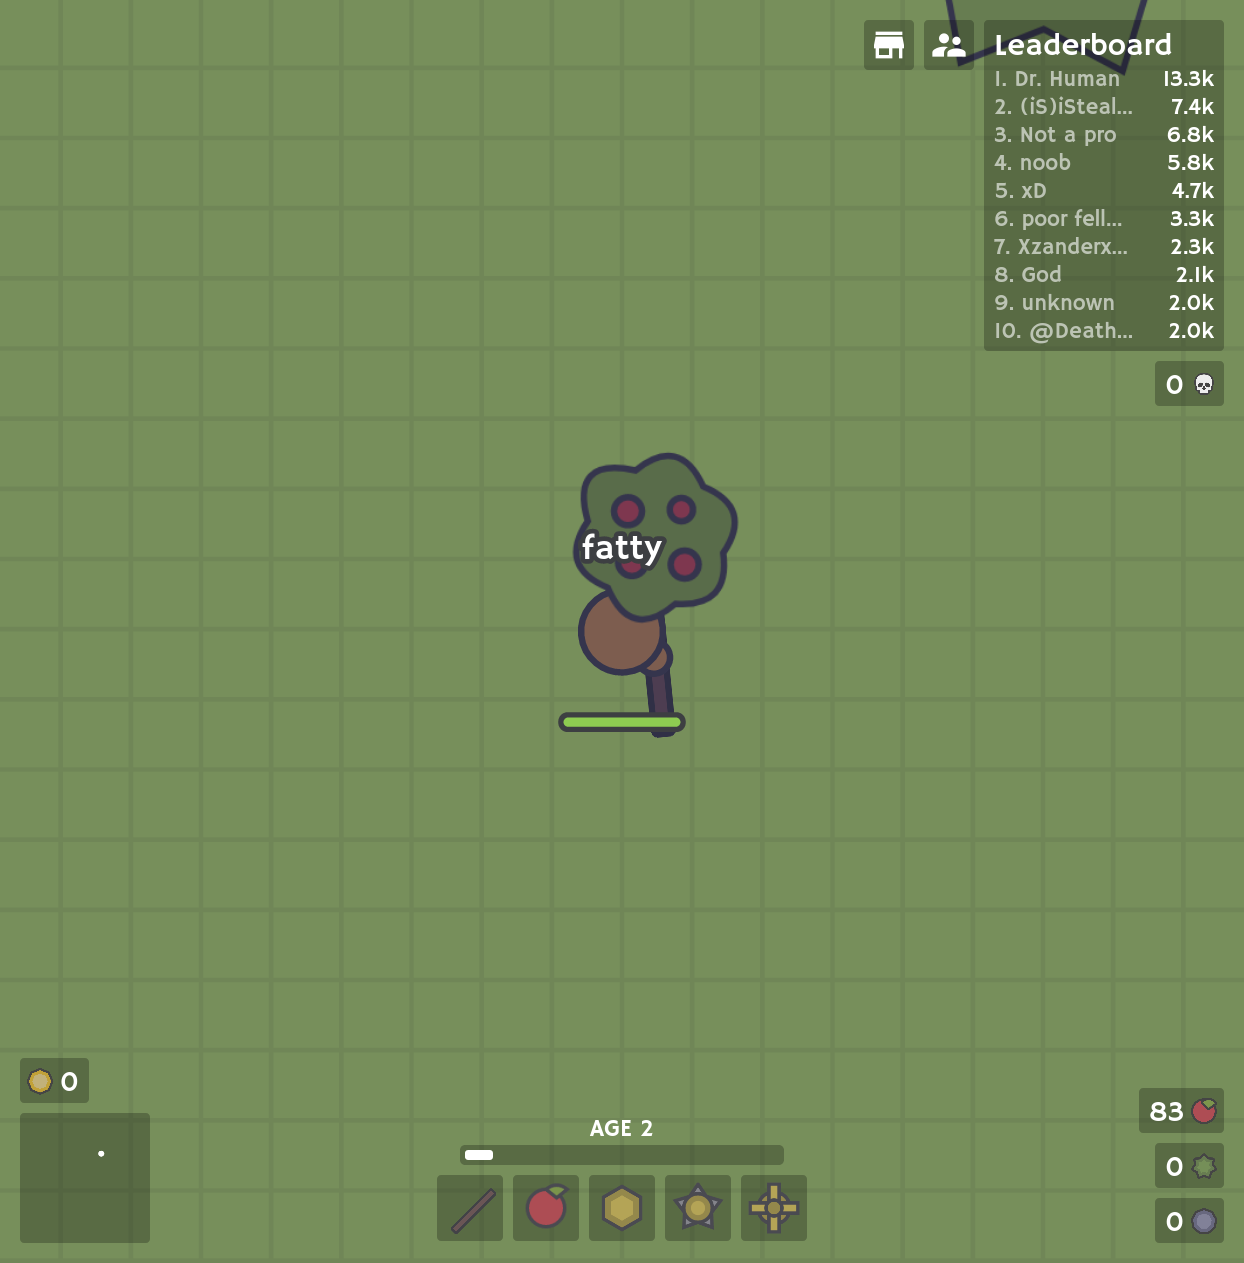 Leaderboard
1. Dr. Human 13.3k
2. (iS)iSteal... 7.4k
3. Not a pro 6.8k
4. noob 5.8k
5. xD 4.7k
6. poor fell... 3.3k
7. Xzanderx... 2.3k
8. God 2.1k
9. unknown 2.0k
10. @Death... 2.0k
0
fatty
0
AGE 2
83
0
0